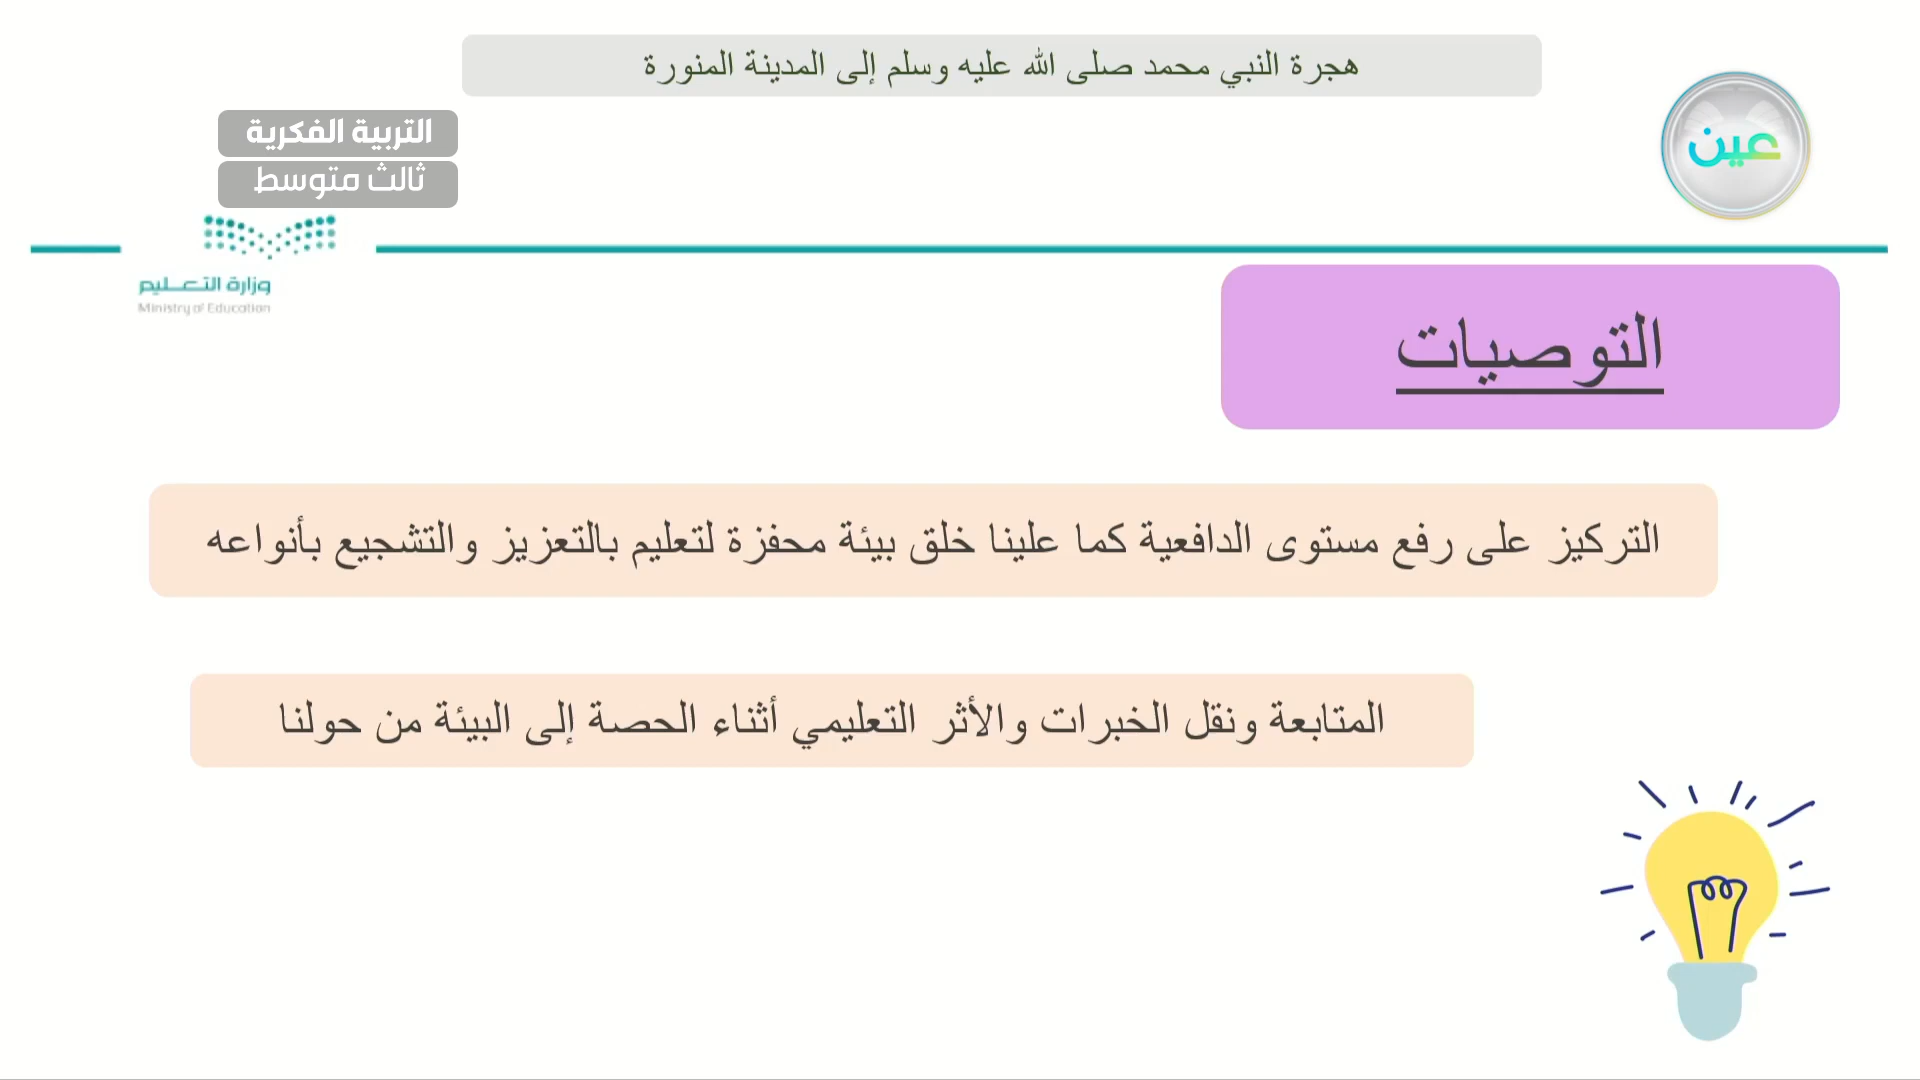 هجرة النبي محمد صلى الله عليه وسلم إلى المدينة المنورة
عين
التربية الفكرية
ثالث متوسط
وزارة التعليم
Ministry of Education
التوصيات
التركيز على رفع مستوى الدافعية كما علينا خلق بيئة محفزة لتعليم بالتعزيز والتشجيع بأنواعه
المتابعة ونقل الخبرات والأثر التعليمي أثناء الحصة إلى البيئة من حولنا